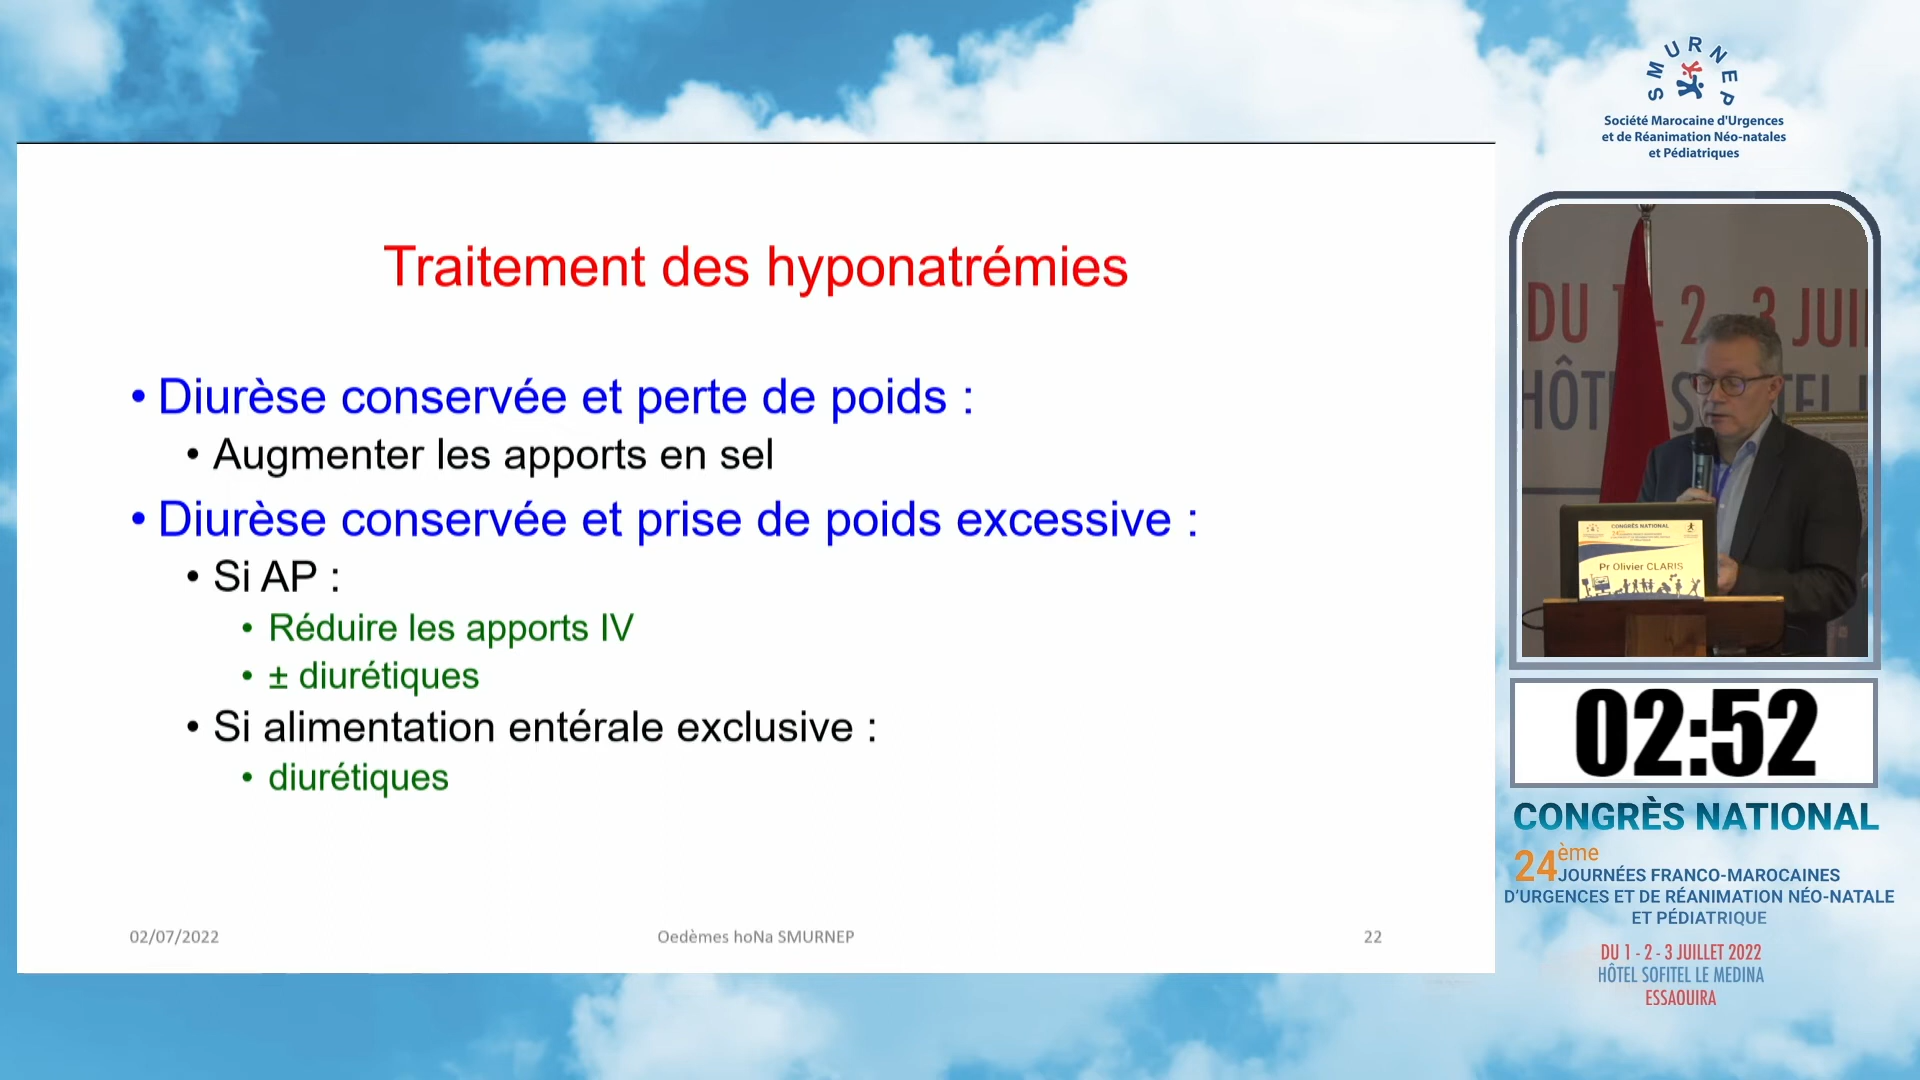 Traitement des hyponatrémies
• Diurèse conservée et perte de poids :
• Augmenter les apports en sel
• Diurèse conservée et prise de poids excessive :
• Si AP :
• Réduire les apports IV
• ± diurétiques
• Si alimentation entérale exclusive :
• diurétiques
02/07/2022
Oedèmes hoNa SMURNEP
22
SMURNEP
Société Marocaine d'Urgences
et de Réanimation Néo-natales
et Pédiatriques
DU 1 - 2 - 3 JUI
HÔT
CONGRÈS NATIONAL
Pr Olivier CLARIS
02:52
CONGRÈS NATIONAL
24ème
JOURNÉES FRANCO-MAROCAINES
D'URGENCES ET DE RÉANIMATION NÉO-NATALE
ET PÉDIATRIQUE
DU 1 - 2 - 3 JUILLET 2022
HÔTEL SOFITEL LE MEDINA
ESSAOUIRA